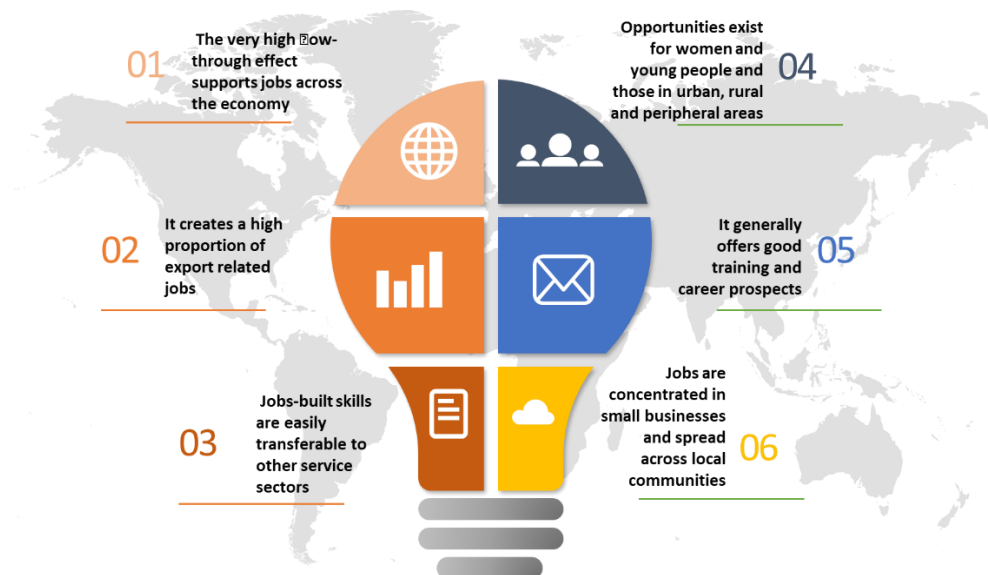 01
The very high ow-
through effect
supports jobs across
the economy
02
It creates a high
proportion of
export related
jobs
03
Jobs-built skills
are easily
transferable to
other service
sectors
Opportunities exist
for women and
young people and
those in urban, rural
and peripheral areas
04
It generally
offers good
training and
career prospects
05
Jobs are
concentrated in
small businesses
and spread
across local
communities
06